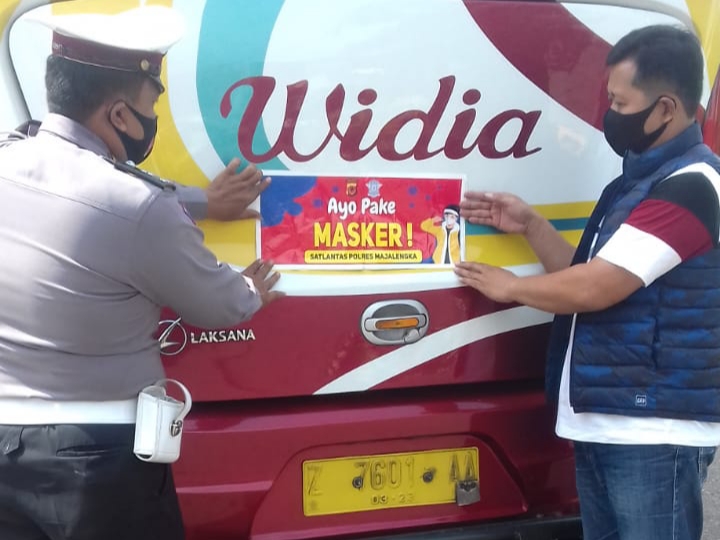 Widia
Ayo Pake
MASKER!
SATLANTAS POLRES MAJALENGKA
LAKSANA
Z 7601 AA
03-23